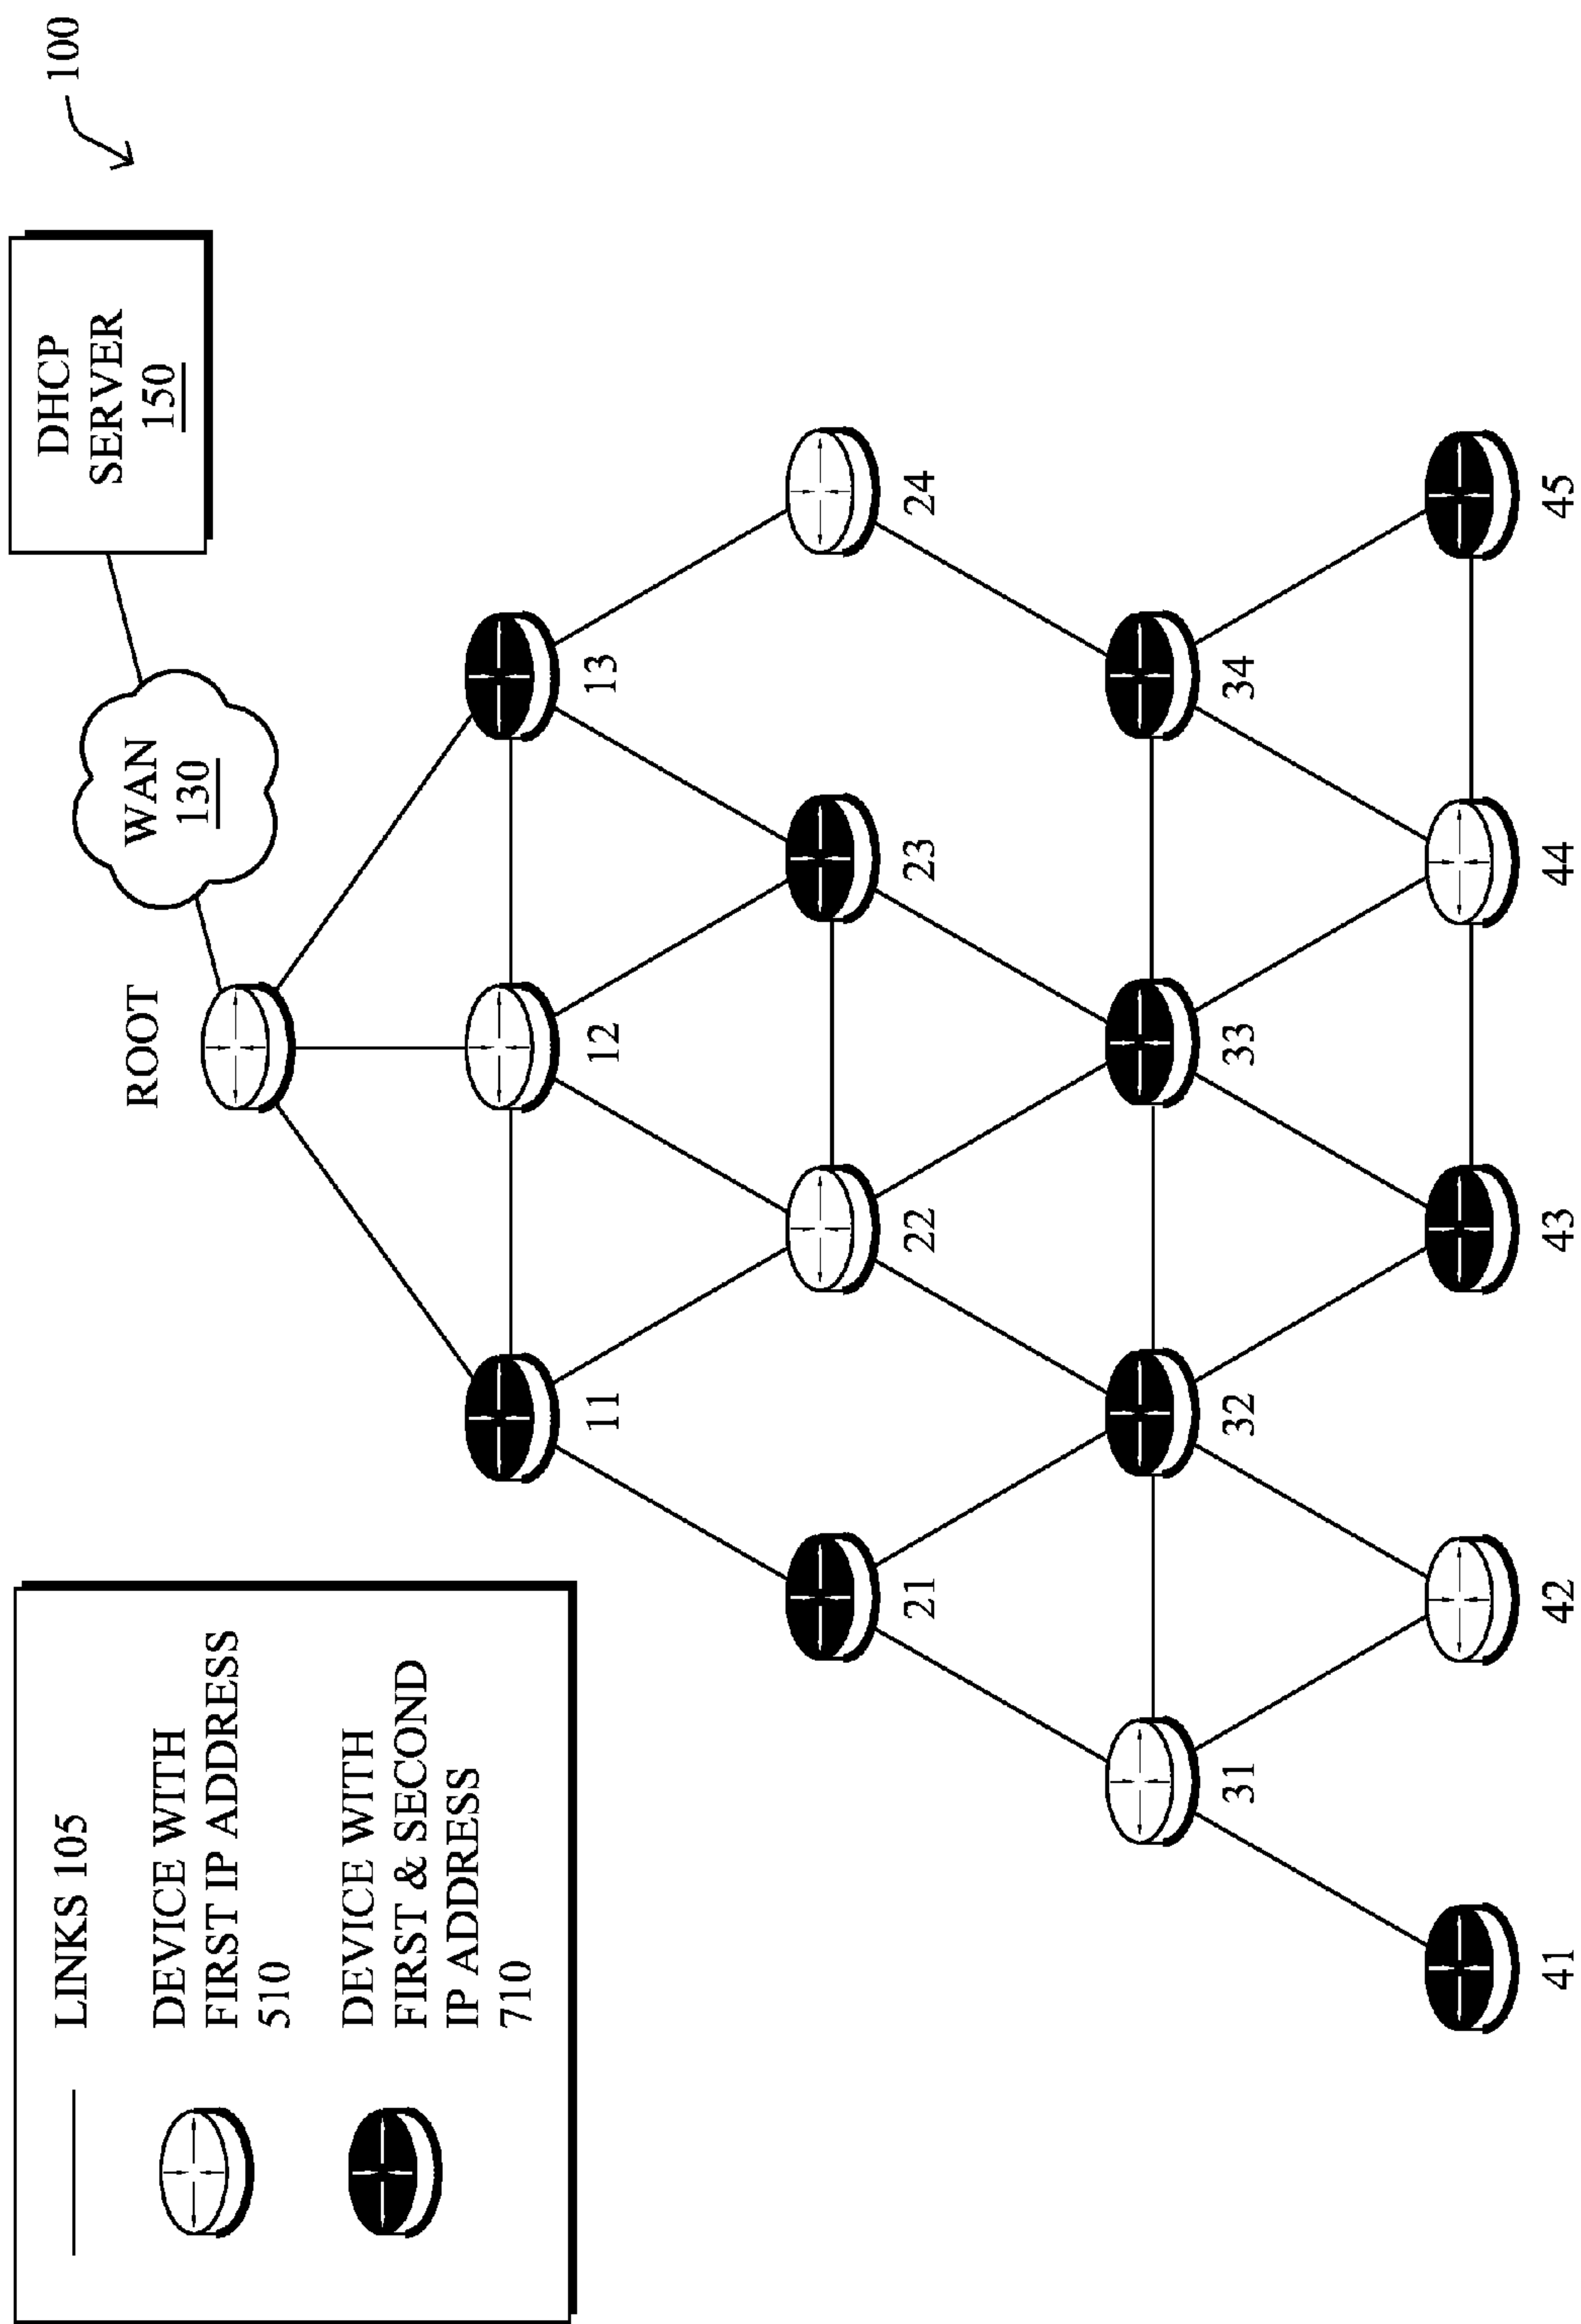 LINKS 105
DEVICE WITH
FIRST IP ADDRESS
510
DEVICE WITH
FIRST & SECOND
IP ADDRESS
710
100
DHCP
SERVER
150
WAN
130
ROOT
11
12
13
21
22
23
24
31
32
33
34
41
42
43
44
45